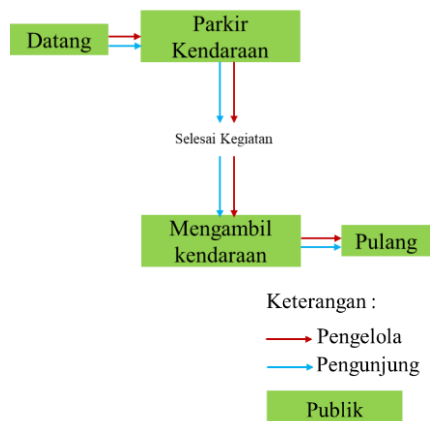 Datang
Parkir
Kendaraan
Selesai Kegiatan
Mengambil
kendaraan
Pulang
Keterangan :
Pengelola
Pengunjung
Publik